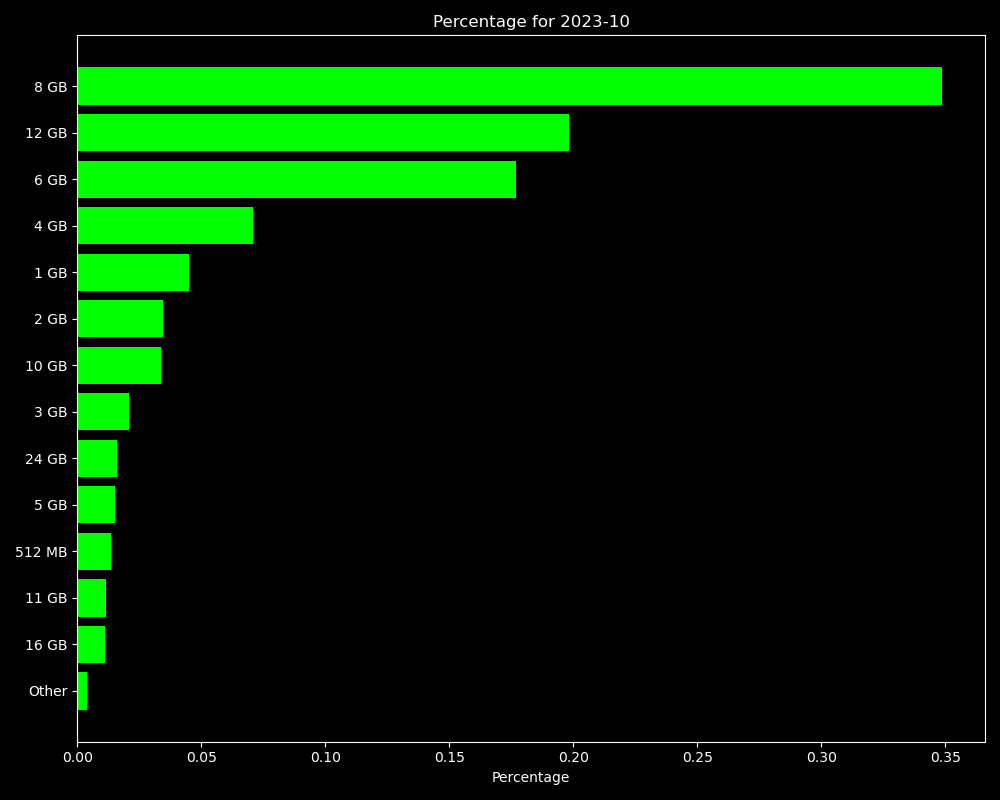 Percentage for 2023-10
8 GB
12 GB
6 GB
4 GB
1 GB
2 GB
10 GB
3 GB
24 GB
5 GB
512 MB
11 GB
16 GB
Other
0.00 0.05 0.10 0.15 0.20 0.25 0.30 0.35
Percentage